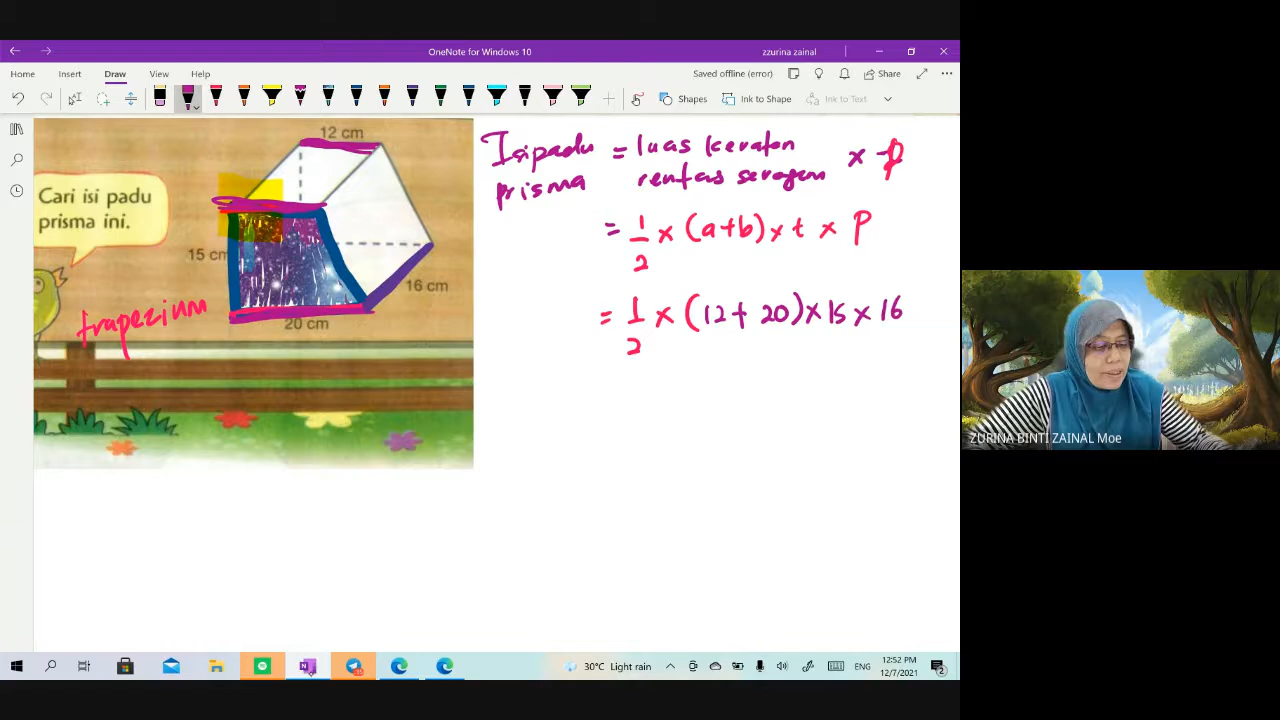 OneNote for Windows 10
zzurina zainal
Home Insert Draw View Help
Saved offline (error)
Share
Shapes
Ink to Shape
Ink to Text
12 cm
Cari isi padu
prisma ini.
15 cm
16 cm
20 cm
trapezium
Isipadu prisma = luas keratan rentas seragam x p
= 1/2 x (a+b) x t x p
= 1/2 x (12 + 20) x 15 x 16
ZURINA BINTI ZAINAL Moe
30°C Light rain
ENG
12:52 PM
12/7/2021
2